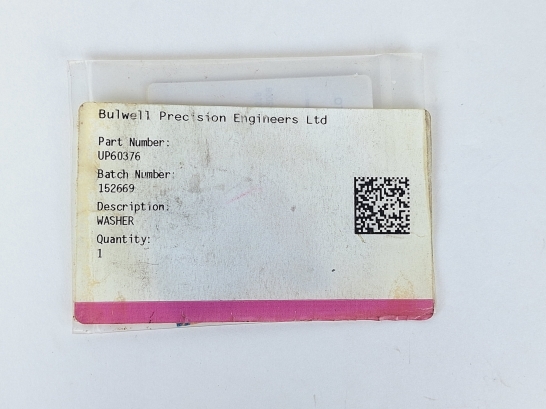 Bulwell Precision Engineers Ltd
Part Number:
UP60376
Batch Number:
152669
Description:
WASHER
Quantity:
1